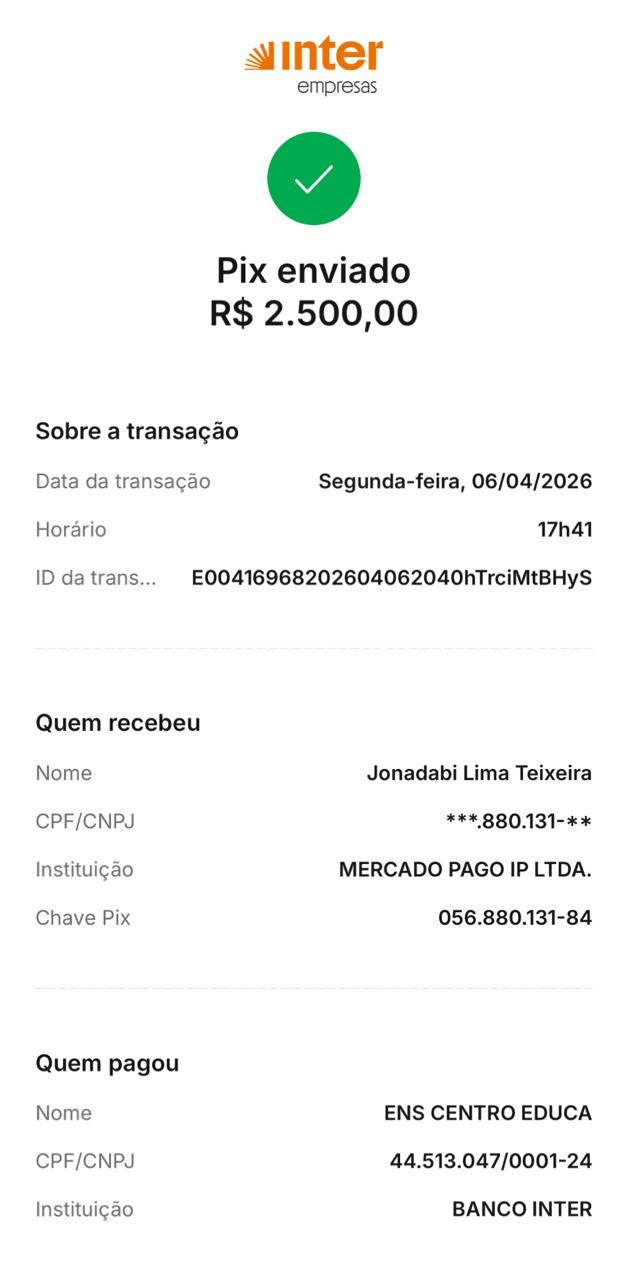 inter
empresas
Pix enviado
R$ 2.500,00
Sobre a transação
Data da transação Segunda-feira, 06/04/2026
Horário 17h41
ID da trans... E00416968202604062040hTrciMtBHyS
Quem recebeu
Nome Jonadabi Lima Teixeira
CPF/CNPJ ***.880.131-**
Instituição MERCADO PAGO IP LTDA.
Chave Pix 056.880.131-84
Quem pagou
Nome ENS CENTRO EDUCA
CPF/CNPJ 44.513.047/0001-24
Instituição BANCO INTER